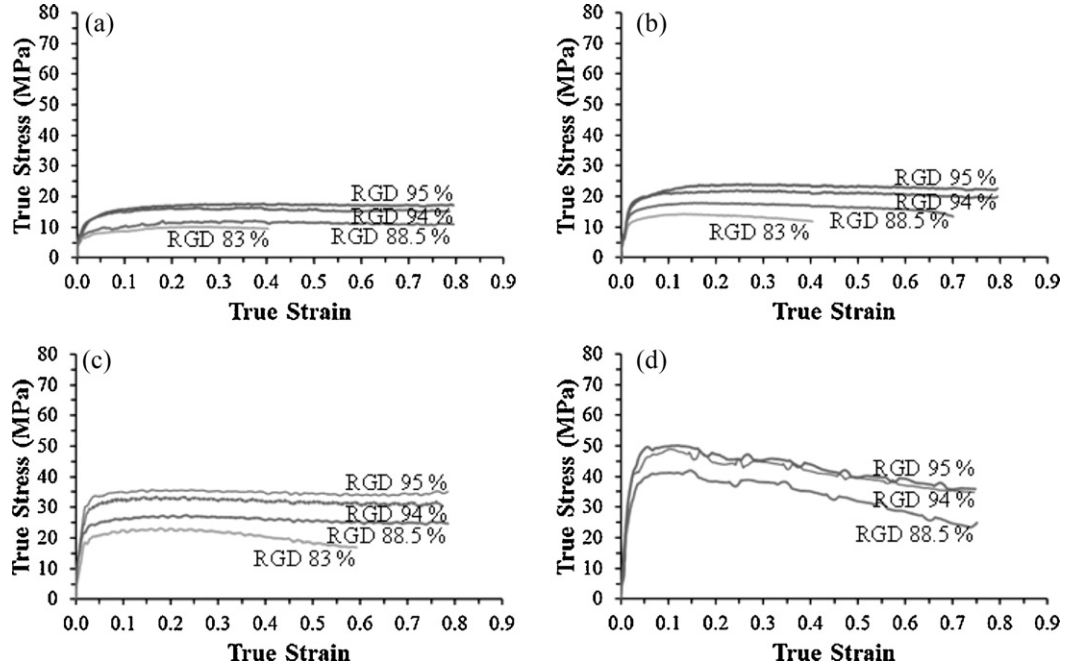 (a)
True Stress (MPa)
80
70
60
50
40
30
20
10
0
RGD 95 %
RGD 94 %
RGD 88.5 %
RGD 83 %
0.0 0.1 0.2 0.3 0.4 0.5 0.6 0.7 0.8 0.9
True Strain
(b)
True Stress (MPa)
80
70
60
50
40
30
20
10
0
RGD 95 %
RGD 94 %
RGD 88.5 %
RGD 83 %
0.0 0.1 0.2 0.3 0.4 0.5 0.6 0.7 0.8 0.9
True Strain
(c)
True Stress (MPa)
80
70
60
50
40
30
20
10
0
RGD 95 %
RGD 94 %
RGD 88.5 %
RGD 83 %
0.0 0.1 0.2 0.3 0.4 0.5 0.6 0.7 0.8 0.9
True Strain
(d)
True Stress (MPa)
80
70
60
50
40
30
20
10
0
RGD 95 %
RGD 94 %
RGD 88.5 %
0.0 0.1 0.2 0.3 0.4 0.5 0.6 0.7 0.8 0.9
True Strain